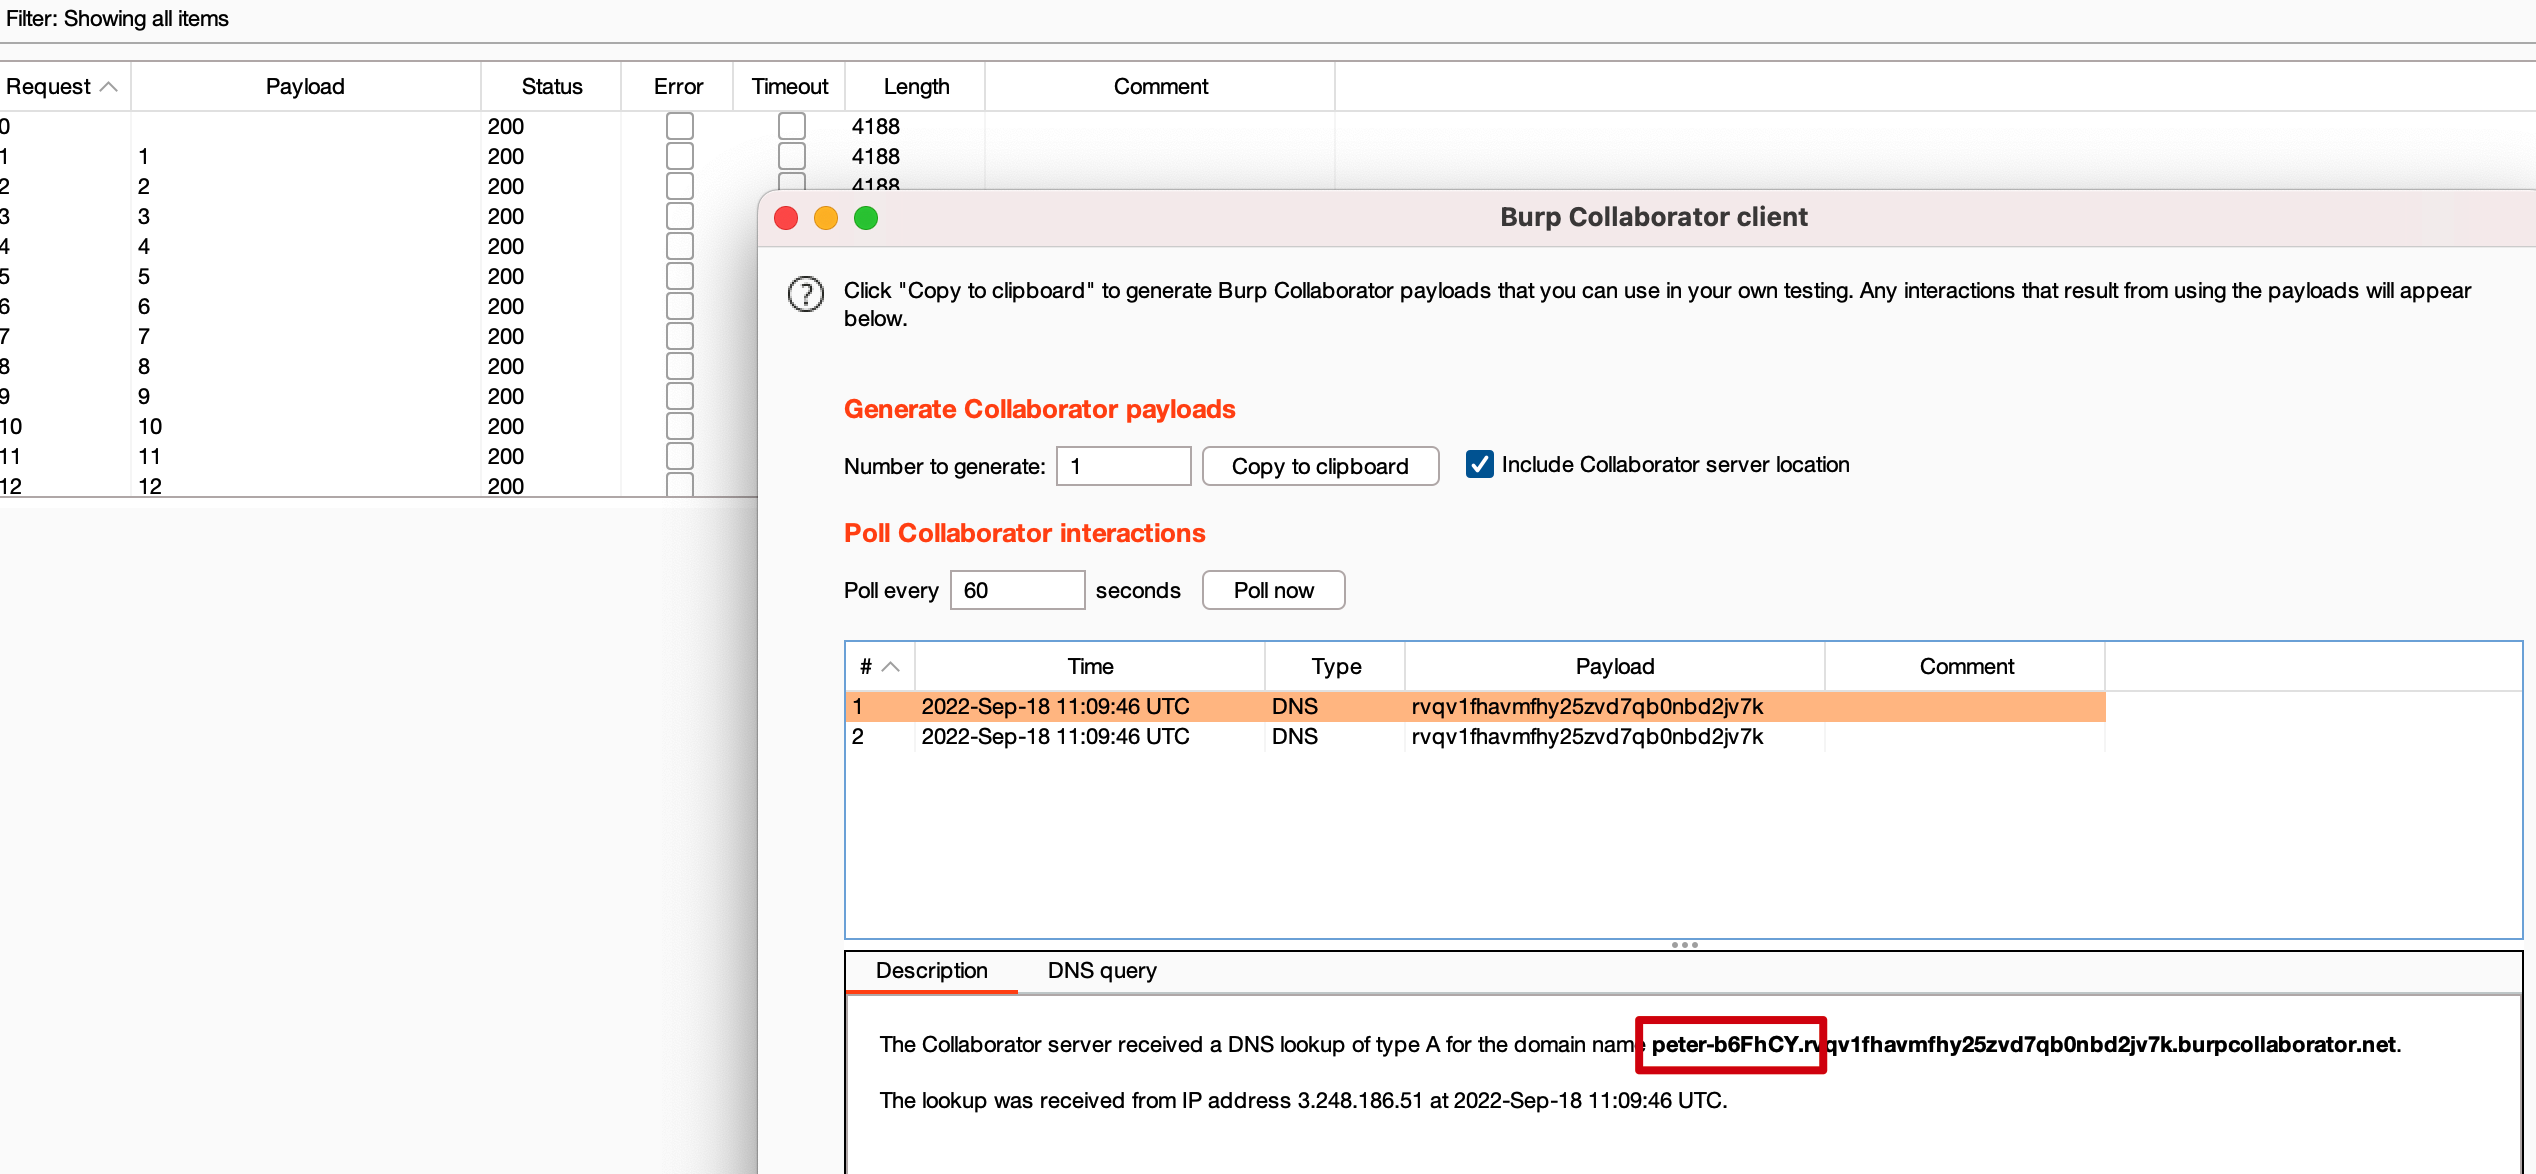 Filter: Showing all items
Request Payload Status Error Timeout Length Comment
0 200 4188
1 1 200 4188
2 2 200 4188
3 3 200
4 4 200
5 5 200
6 6 200
7 7 200
8 8 200
9 9 200
10 10 200
11 11 200
12 12 200
Burp Collaborator client
Click "Copy to clipboard" to generate Burp Collaborator payloads that you can use in your own testing. Any interactions that result from using the payloads will appear
below.
Generate Collaborator payloads
Number to generate: 1 Copy to clipboard Include Collaborator server location
Poll Collaborator interactions
Poll every 60 seconds Poll now
# Time Type Payload Comment
1 2022-Sep-18 11:09:46 UTC DNS rvqv1fhavmfhy25zvd7qb0nbd2jv7k
2 2022-Sep-18 11:09:46 UTC DNS rvqv1fhavmfhy25zvd7qb0nbd2jv7k
Description DNS query
The Collaborator server received a DNS lookup of type A for the domain name peter-b6FhCY.rvqv1fhavmfhy25zvd7qb0nbd2jv7k.burpcollaborator.net.
The lookup was received from IP address 3.248.186.51 at 2022-Sep-18 11:09:46 UTC.